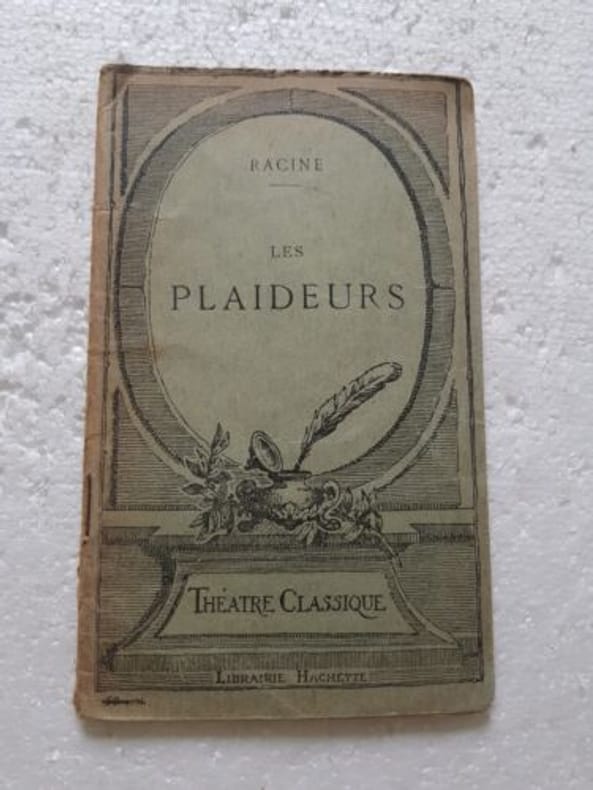 RACINE
LES
PLAIDEURS
THÉATRE CLASSIQUE
LIBRAIRIE HACHETTE